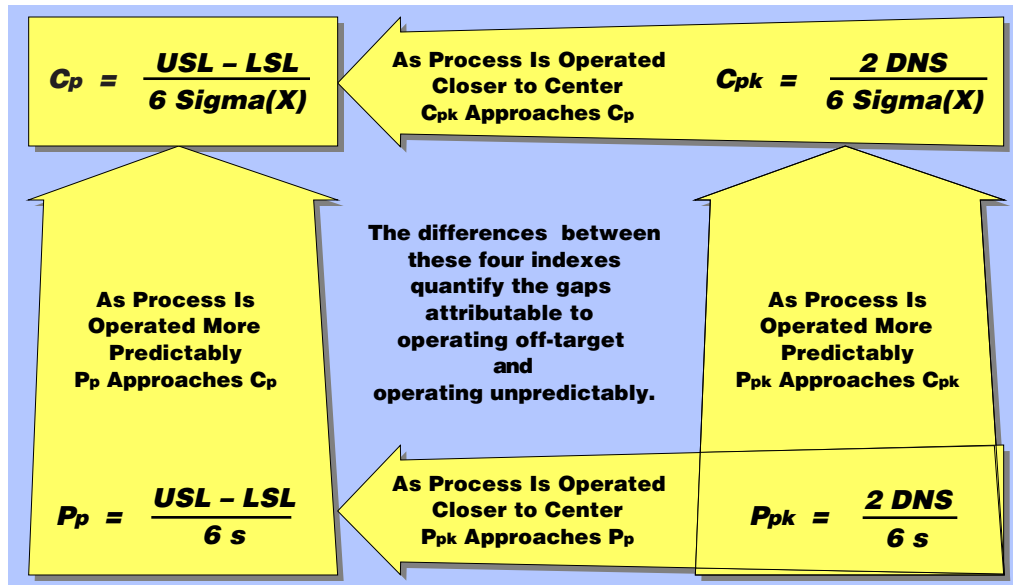 Cp = USL – LSL
6 Sigma(X)
As Process Is Operated
Closer to Center
Cpk Approaches Cp
Cpk = 2 DNS
6 Sigma(X)
The differences between
these four indexes
quantify the gaps
attributable to
operating off-target
and
operating unpredictably.
As Process Is
Operated More
Predictably
Pp Approaches Cp
As Process Is
Operated More
Predictably
Ppk Approaches Cpk
Pp = USL – LSL
6 s
As Process Is Operated
Closer to Center
Ppk Approaches Pp
Ppk = 2 DNS
6 s